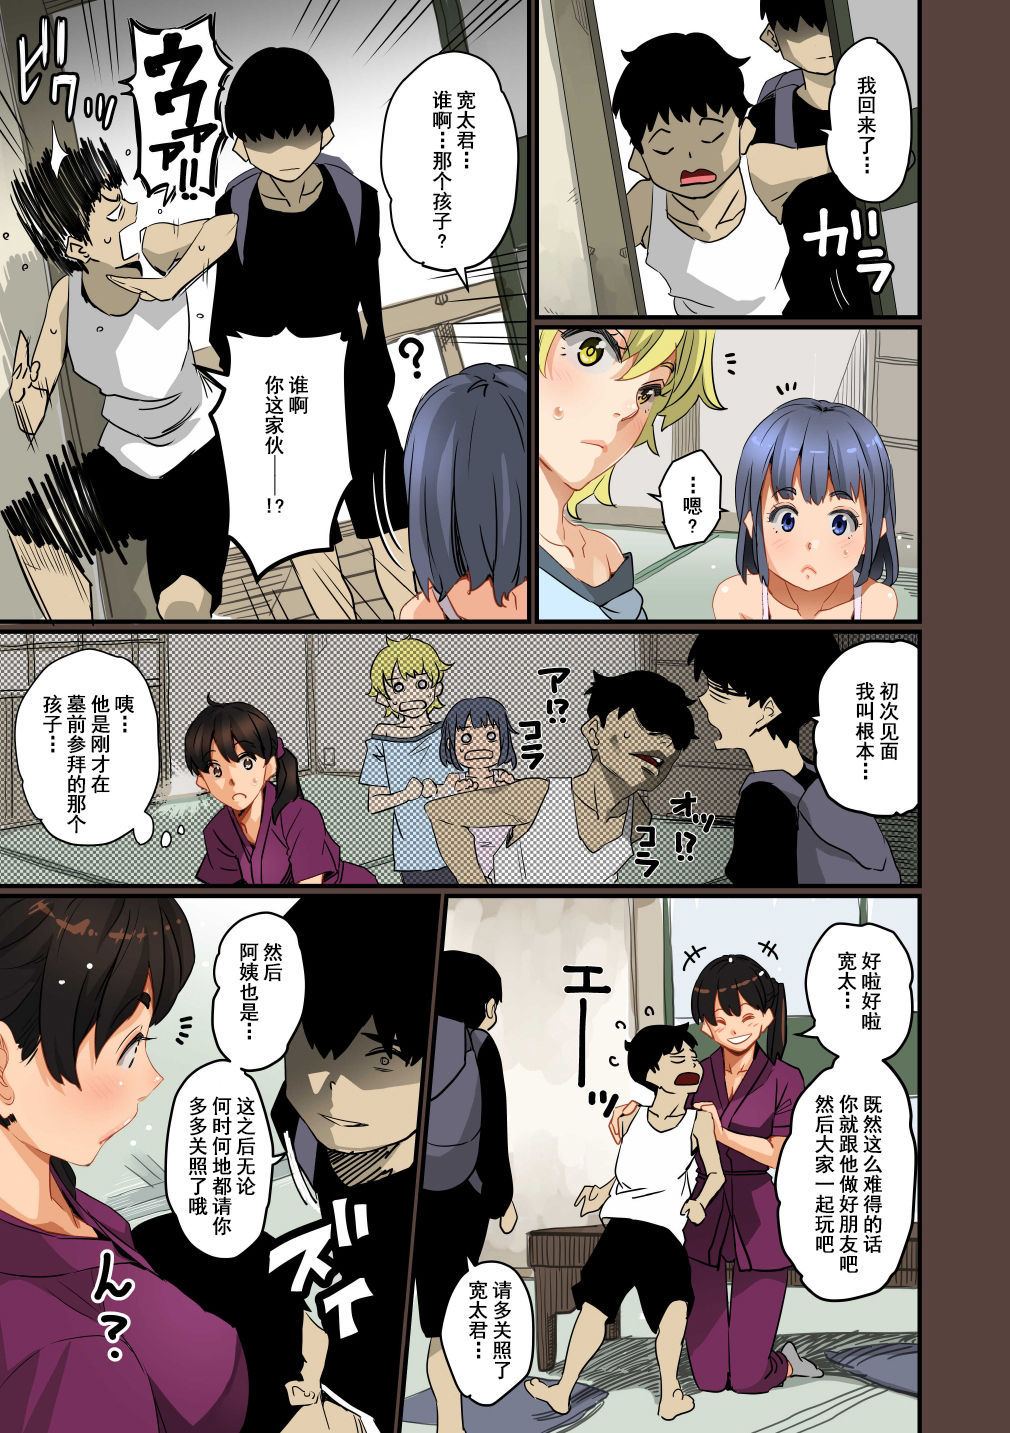 我回来了…
ガラ
…嗯?
宽太君…
谁啊…那个孩子?
ウワァァ!!
ビクッ
?
谁啊
你这家伙——!?
初次见面
我叫根本…
ア!?
コラ
オッ!?
コラ
咦…
他是刚才在
墓前参拜的那个
孩子…
好啦好啦
宽太…
既然这么难得的话
你就跟他做好朋友吧
然后大家一起玩吧
エーッ
请多关照了
宽太君…
然后
阿姨也是…
这之后无论
何时何地都请你
多多关照了哦
ズイ
ん?